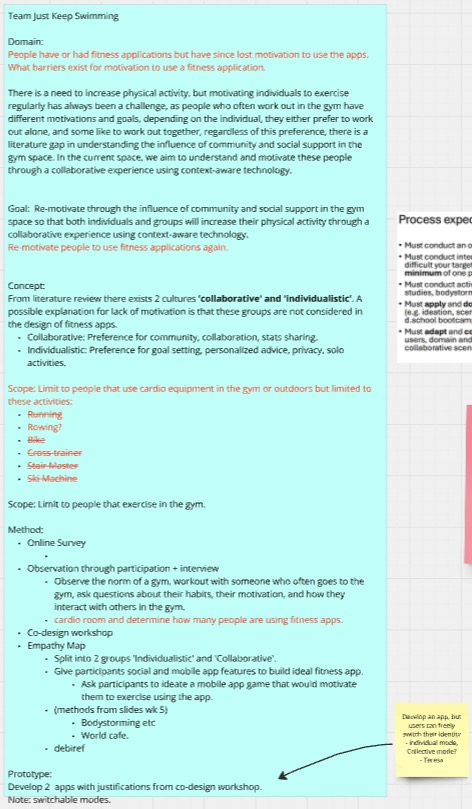 Team Just Keep Swimming
Domain:
People have or had fitness applications but have since lost motivation to use the apps.
What barriers exist for motivation to use a fitness application.
There is a need to increase physical activity, but motivating individuals to exercise
regularly has always been a challenge, as people who often work out in the gym have
different motivations and goals, depending on the individual, they either prefer to work
out alone, and some like to work out together, regardless of this preference, there is a
literature gap in understanding the influence of community and social support in the
gym space. In the current space, we aim to understand and motivate these people
through a collaborative experience using context-aware technology.
Goal: Re-motivate through the influence of community and social support in the gym
space so that both individuals and groups will increase their physical activity through a
collaborative experience using context-aware technology.
Re-motivate people to use fitness applications again.
Concept:
From literature review there exists 2 cultures 'collaborative' and 'individualistic'. A
possible explanation for lack of motivation is that these groups are not considered in
the design of fitness apps.
• Collaborative: Preference for community, collaboration, stats sharing.
• Individualistic: Preference for goal setting, personalized advice, privacy, solo
activities.
Scope: Limit to people that use cardio equipment in the gym or outdoors but limited to
these activities:
• Running
• Rowing?
• Bike
• Cross-trainer
• Stair Master
• Ski Machine
Scope: Limit to people that exercise in the gym.
Method:
• Online Survey
•
• Observation through participation + interview
• Observe the norm of a gym, workout with someone who often goes to the
gym, ask questions about their habits, their motivation, and how they
interact with others in the gym.
• cardio room and determine how many people are using fitness apps.
• Co-design workshop
• Empathy Map
• Split into 2 groups 'Individualistic' and 'Collaborative'.
• Give participants social and mobile app features to build ideal fitness app.
• Ask participants to ideate a mobile app game that would motivate
them to exercise using the app.
• (methods from slides wk 5)
• Bodystorming etc
• World cafe.
• debiref
Prototype:
Develop 2 apps with justifications from co-design workshop.
Note: switchable modes.
Process expec
• Must conduct an o
• Must conduct inter
difficult your target
minimum of one p
• Must conduct activ
studies, bodystorm
• Must apply and do
(e.g. ideation, scen
d.school bootcam
• Must adapt and co
users, domain and
collaborative scen
Develop an app, but
users can freely
switch their identity
- individual mode,
Collective mode?
- Teresa